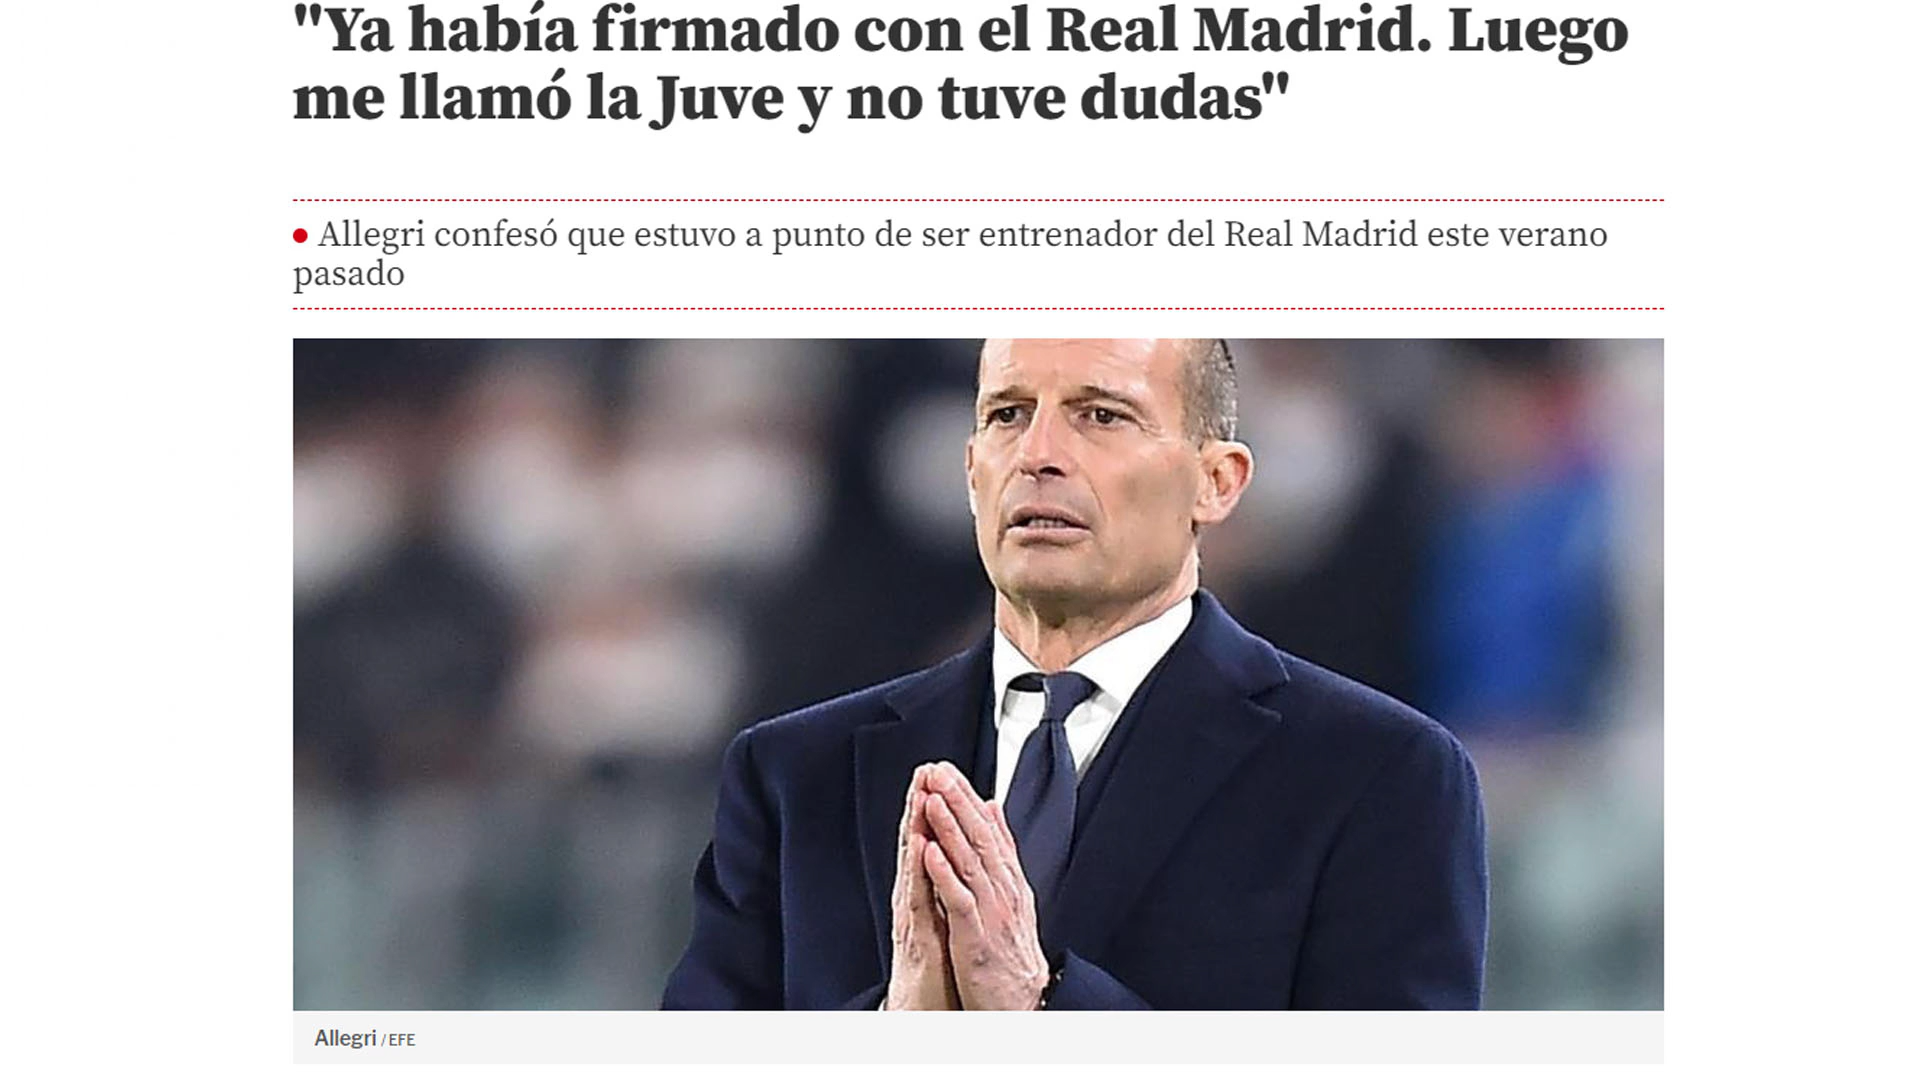 "Ya había firmado con el Real Madrid. Luego
me llamó la Juve y no tuve dudas"
Allegri confesó que estuvo a punto de ser entrenador del Real Madrid este verano
pasado
Allegri / EFE